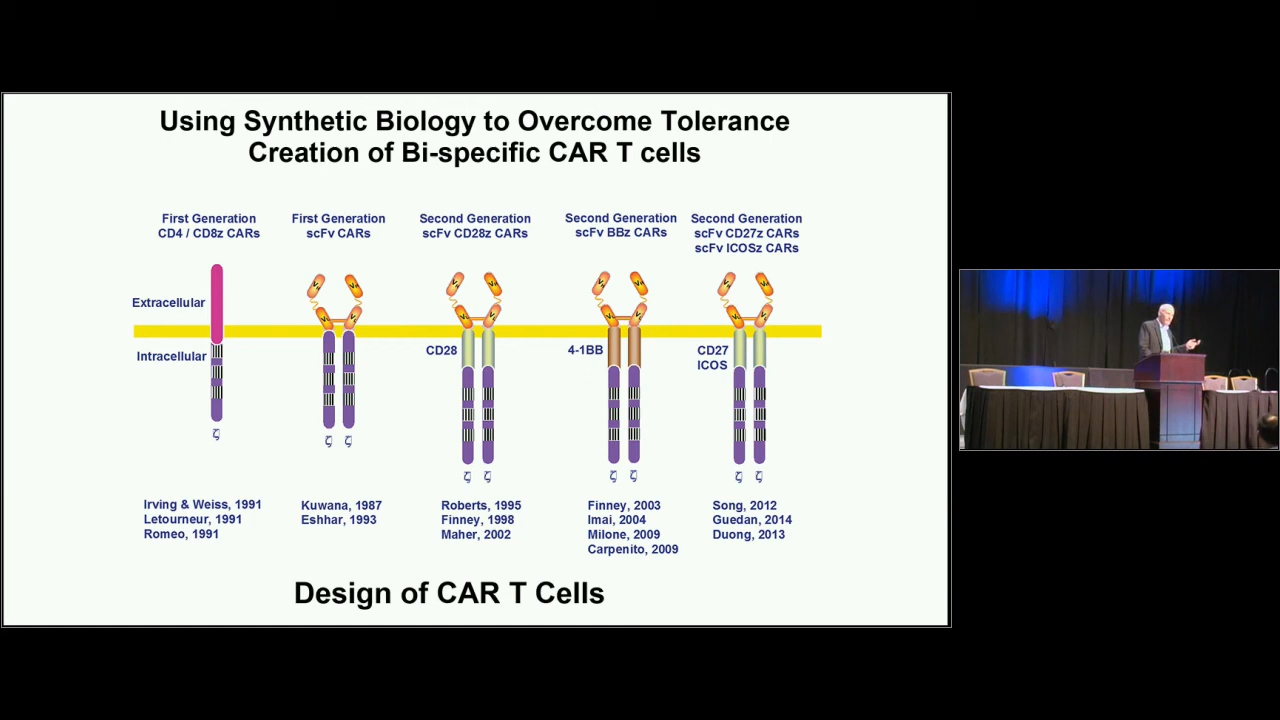 Using Synthetic Biology to Overcome Tolerance
Creation of Bi-specific CAR T cells
First Generation
CD4 / CD8z CARs
First Generation
scFv CARs
Second Generation
scFv CD28z CARs
Second Generation
scFv BBz CARs
Second Generation
scFv CD27z CARs
scFv ICOSz CARs
Extracellular
Intracellular
CD28
4-1BB
CD27
ICOS
ζ
ζ ζ
ζ ζ
ζ ζ
ζ ζ
Irving & Weiss, 1991
Letourneur, 1991
Romeo, 1991
Kuwana, 1987
Eshhar, 1993
Roberts, 1995
Finney, 1998
Maher, 2002
Finney, 2003
Imai, 2004
Milone, 2009
Carpenito, 2009
Song, 2012
Guedan, 2014
Duong, 2013
Design of CAR T Cells